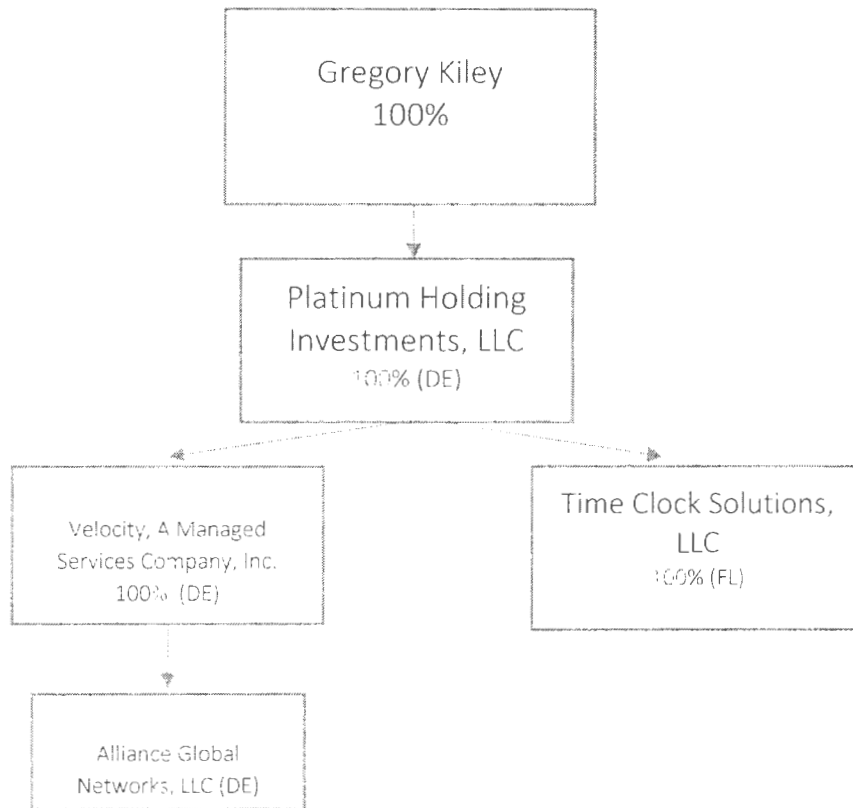 Gregory Kiley
100%
Platinum Holding
Investments, LLC
100% (DE)
Velocity, A Managed
Services Company, Inc.
100% (DE)
Time Clock Solutions,
LLC
100% (FL)
Alliance Global
Networks, LLC (DE)